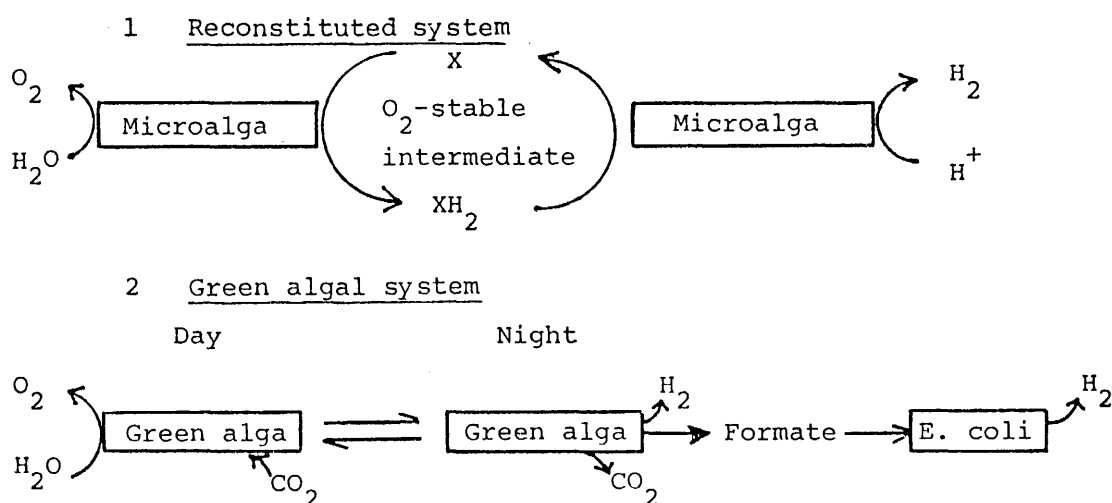 1 Reconstituted system
O2
H2O
Microalga
X
O2-stable
intermediate
XH2
Microalga
H2
H+
2 Green algal system
Day Night
O2
H2O
Green alga
CO2
Green alga
H2
CO2
Formate
E. coli
H2